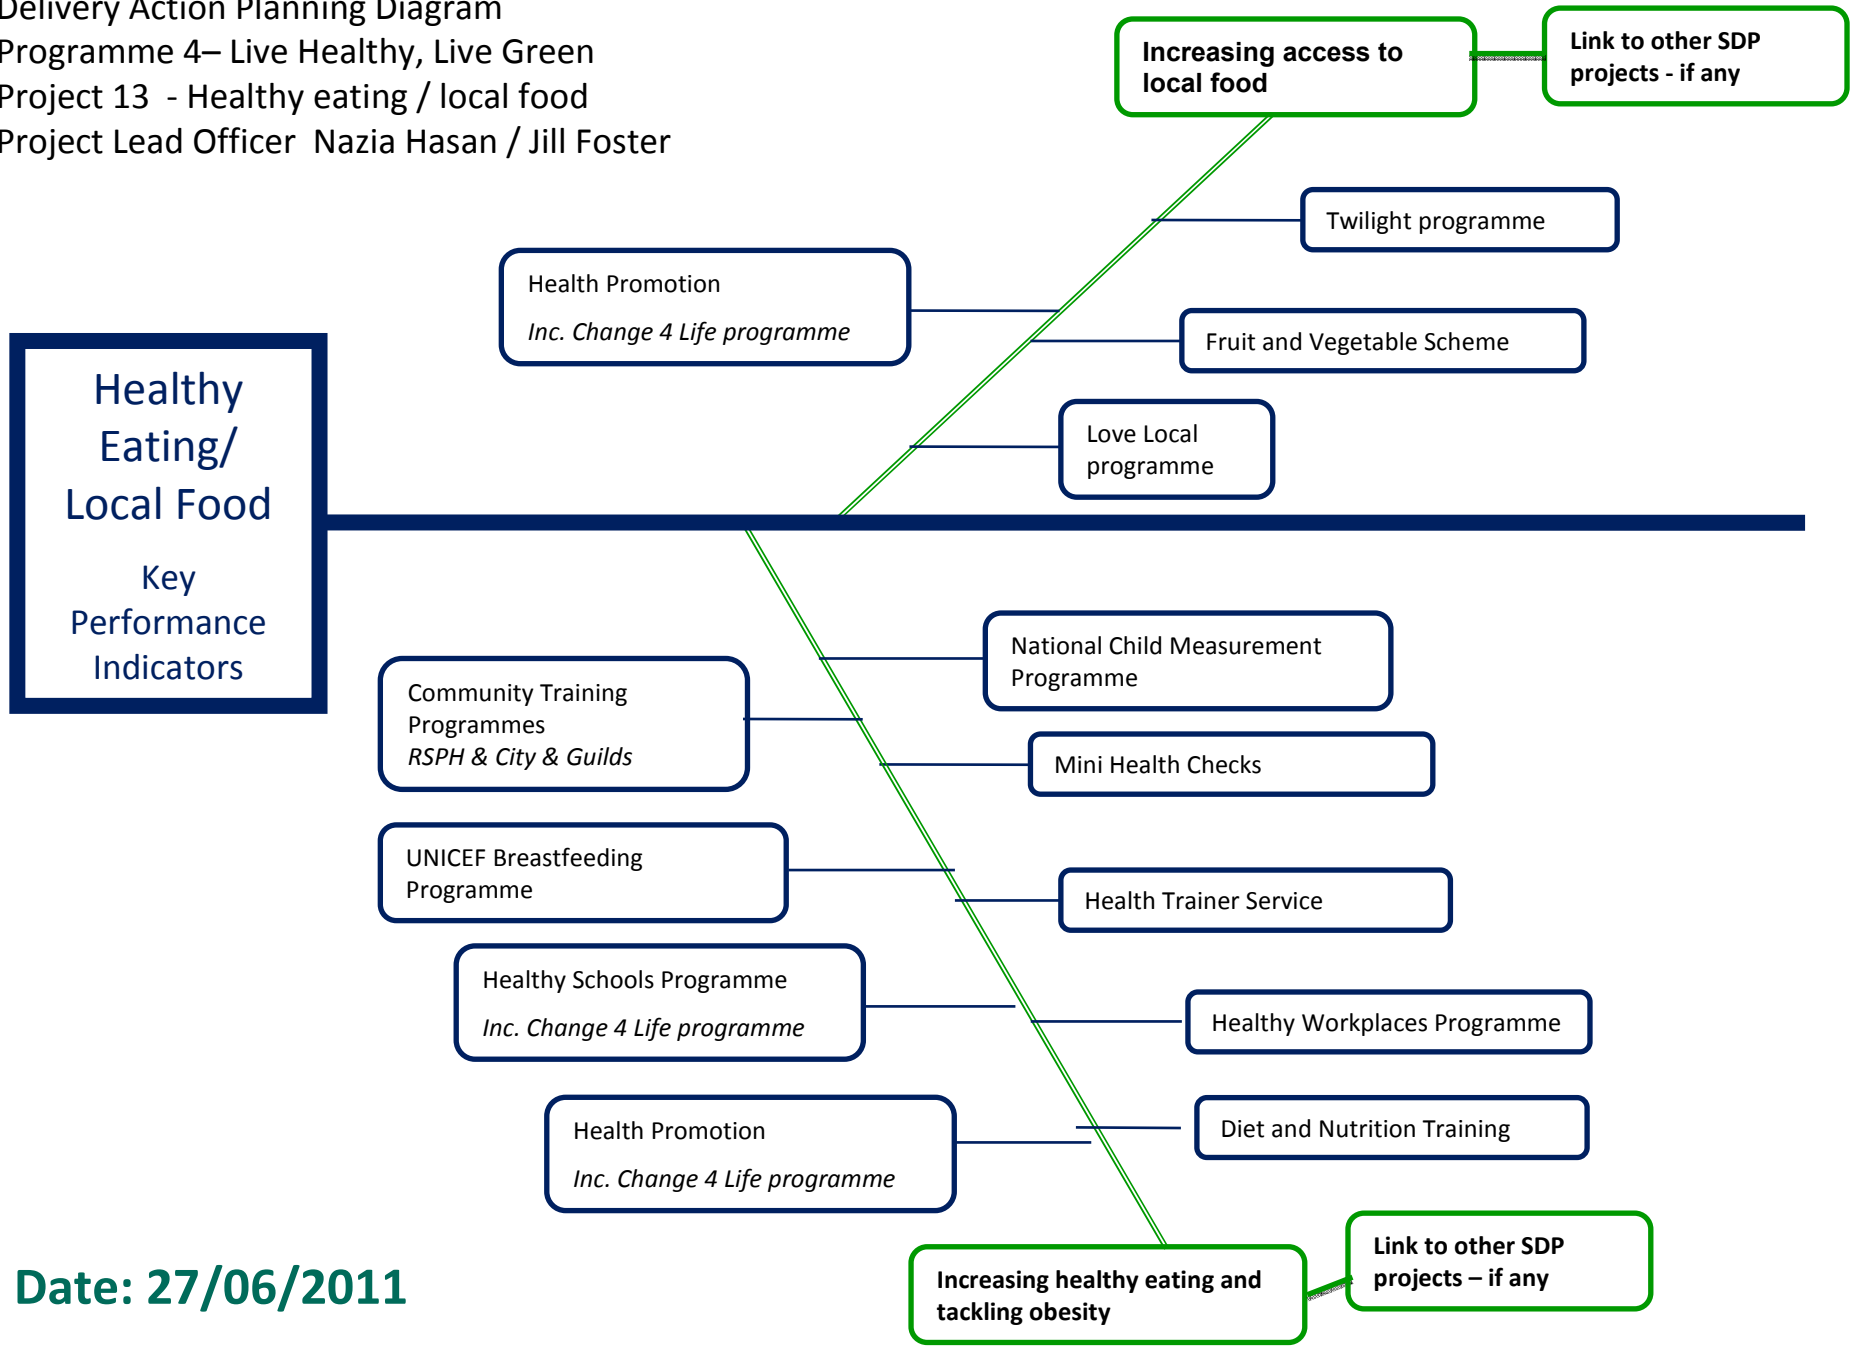 Delivery Action Planning Diagram
Programme 4– Live Healthy, Live Green
Project 13 - Healthy eating / local food
Project Lead Officer Nazia Hasan / Jill Foster
Increasing access to
local food
Link to other SDP
projects - if any
Twilight programme
Health Promotion
Inc. Change 4 Life programme
Fruit and Vegetable Scheme
Love Local
programme
Healthy
Eating/
Local Food
Key
Performance
Indicators
National Child Measurement
Programme
Community Training
Programmes
RSPH & City & Guilds
Mini Health Checks
UNICEF Breastfeeding
Programme
Health Trainer Service
Healthy Schools Programme
Inc. Change 4 Life programme
Healthy Workplaces Programme
Health Promotion
Inc. Change 4 Life programme
Diet and Nutrition Training
Increasing healthy eating and
tackling obesity
Link to other SDP
projects – if any
Date: 27/06/2011